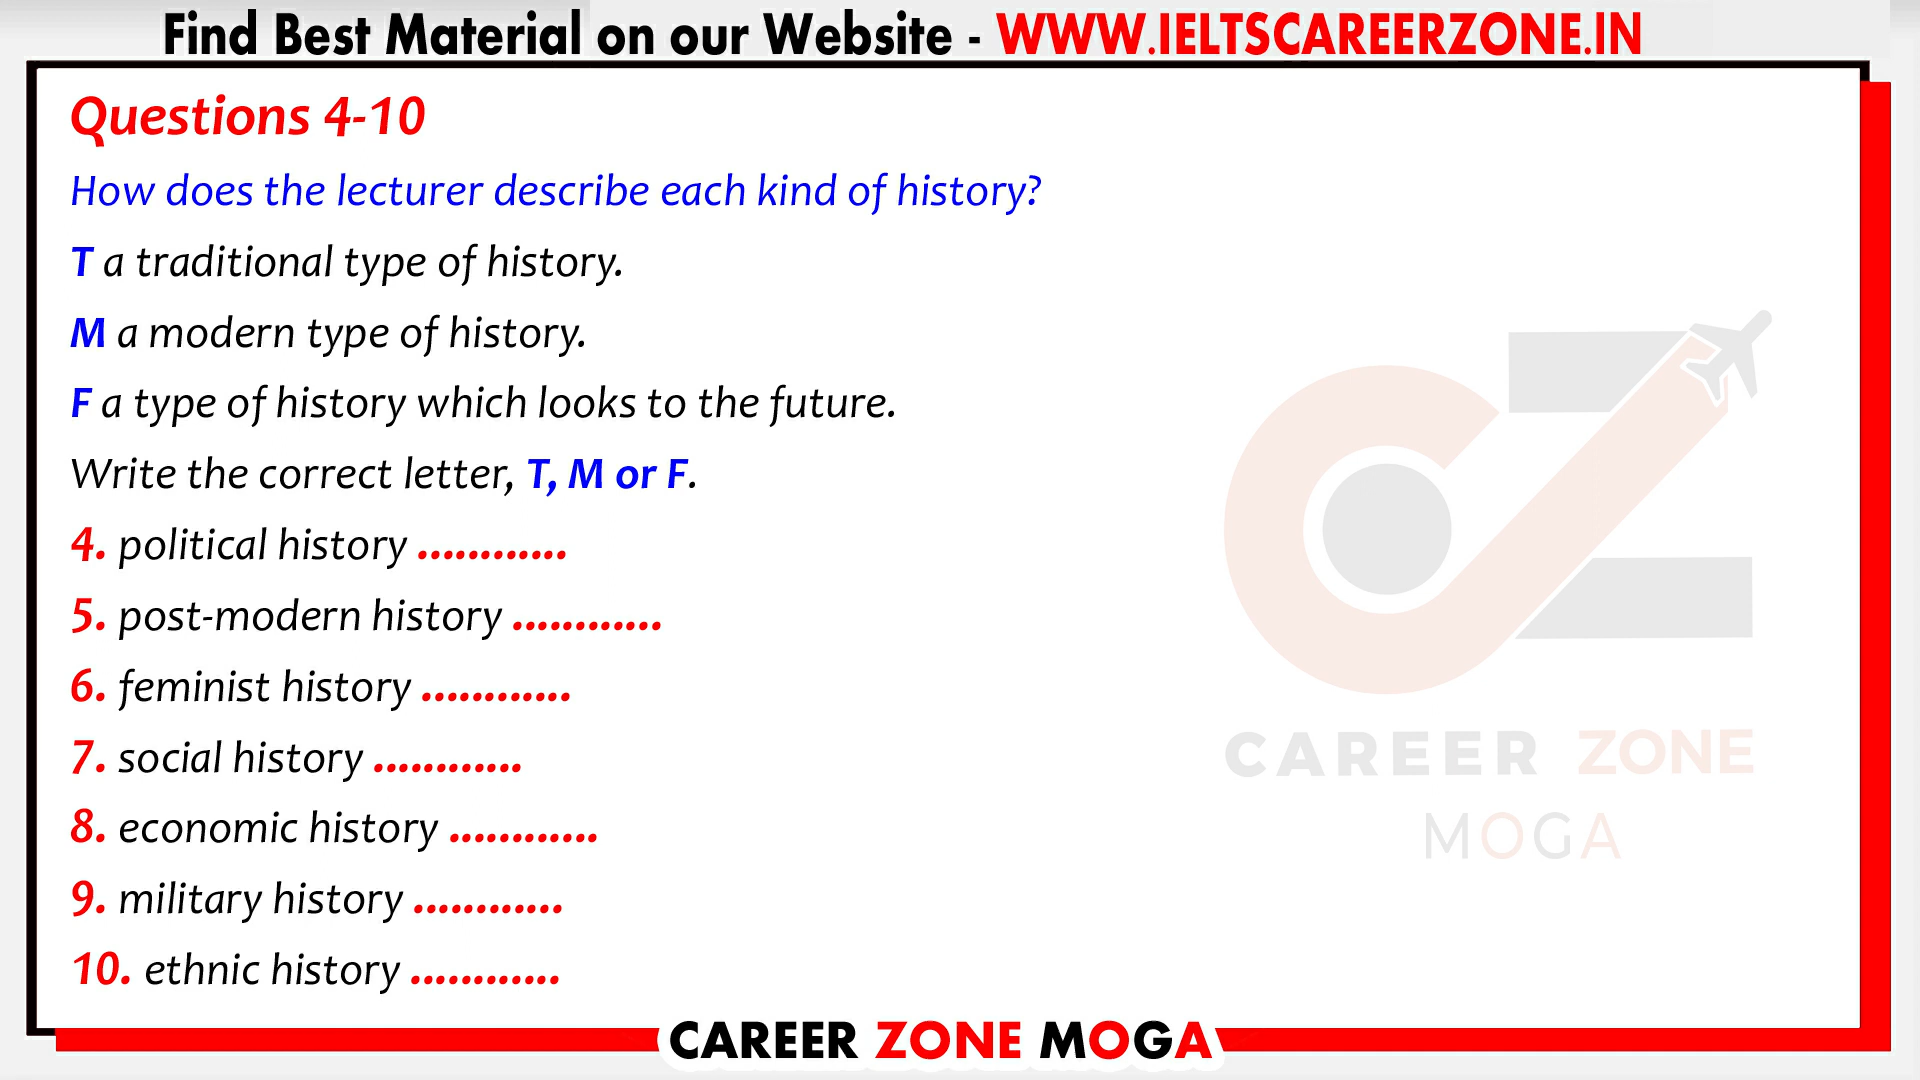 Find Best Material on our Website - WWW.IELTSCAREERZONE.IN
Questions 4-10
How does the lecturer describe each kind of history?
T a traditional type of history.
M a modern type of history.
F a type of history which looks to the future.
Write the correct letter, T, M or F.
4. political history ............
5. post-modern history ............
6. feminist history ............
7. social history ............
8. economic history ............
9. military history ............
10. ethnic history ............
CZ
CAREER ZONE
MOGA
CAREER ZONE MOGA